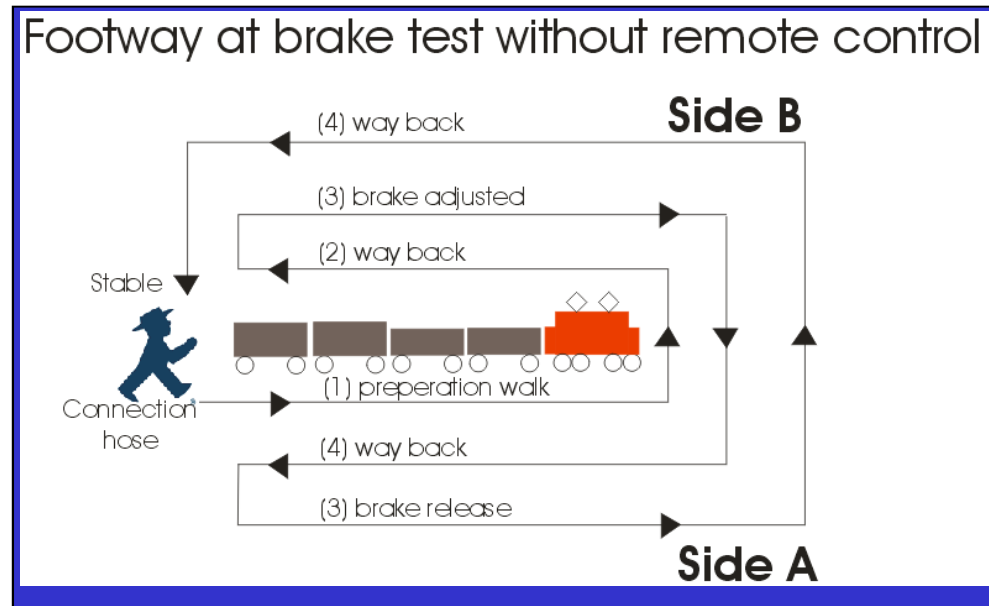 Footway at brake test without remote control
Side B
(4) way back
(3) brake adjusted
(2) way back
Stable
(1) preperation walk
Connection
hose
(4) way back
(3) brake release
Side A